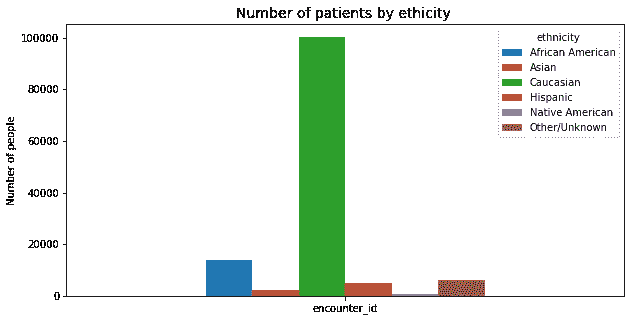 Number of patients by ethicity
100000
80000
60000
40000
20000
0
Number of people
encounter_id
ethnicity
African American
Asian
Caucasian
Hispanic
Native American
Other/Unknown